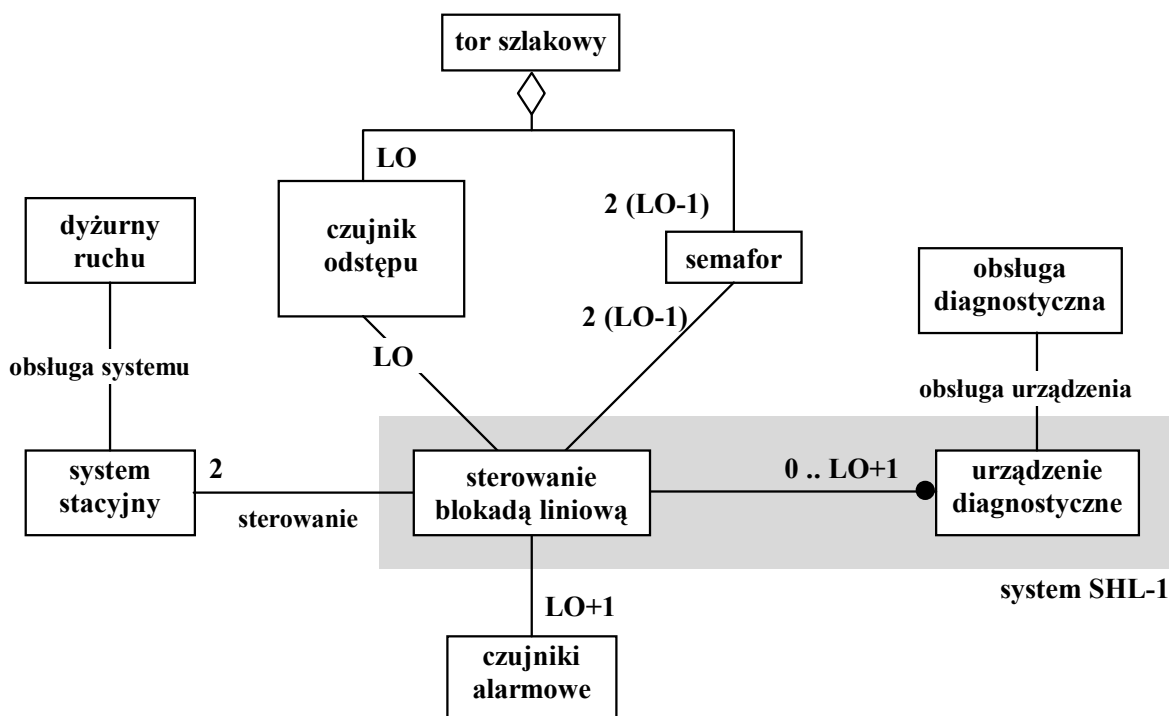 tor szlakowy
LO
2 (LO-1)
dyżurny
ruchu
czujnik
odstępu
semafor
obsługa
diagnostyczna
2 (LO-1)
LO
obsługa systemu
obsługa urządzenia
system
stacyjny
2
sterowanie
sterowanie
blokadą liniową
0 .. LO+1
urządzenie
diagnostyczne
system SHL-1
LO+1
czujniki
alarmowe